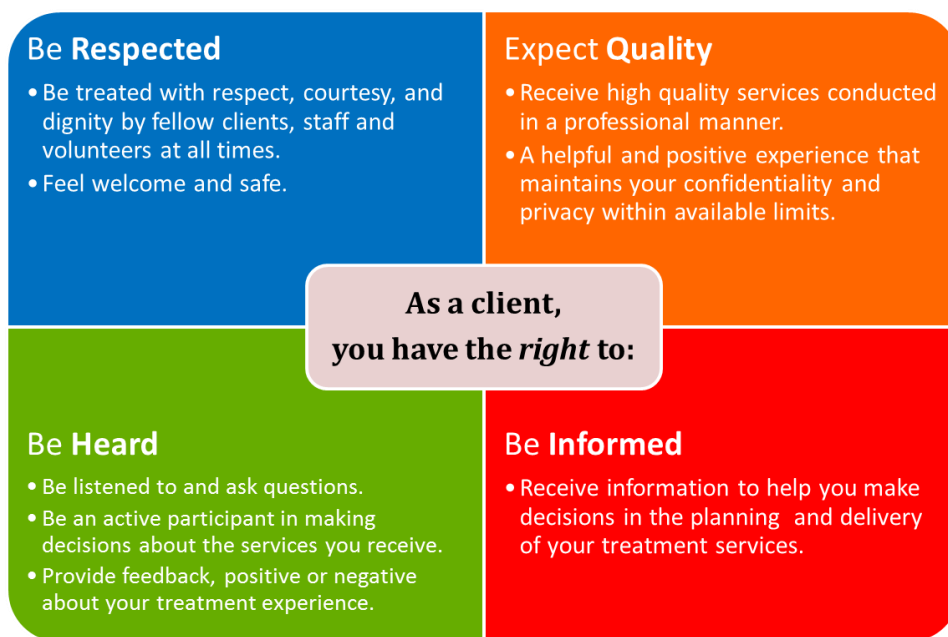 Be Respected
• Be treated with respect, courtesy, and
dignity by fellow clients, staff and
volunteers at all times.
• Feel welcome and safe.
Expect Quality
• Receive high quality services conducted
in a professional manner.
• A helpful and positive experience that
maintains your confidentiality and
privacy within available limits.
As a client,
you have the right to:
Be Heard
• Be listened to and ask questions.
• Be an active participant in making
decisions about the services you receive.
• Provide feedback, positive or negative
about your treatment experience.
Be Informed
• Receive information to help you make
decisions in the planning and delivery
of your treatment services.